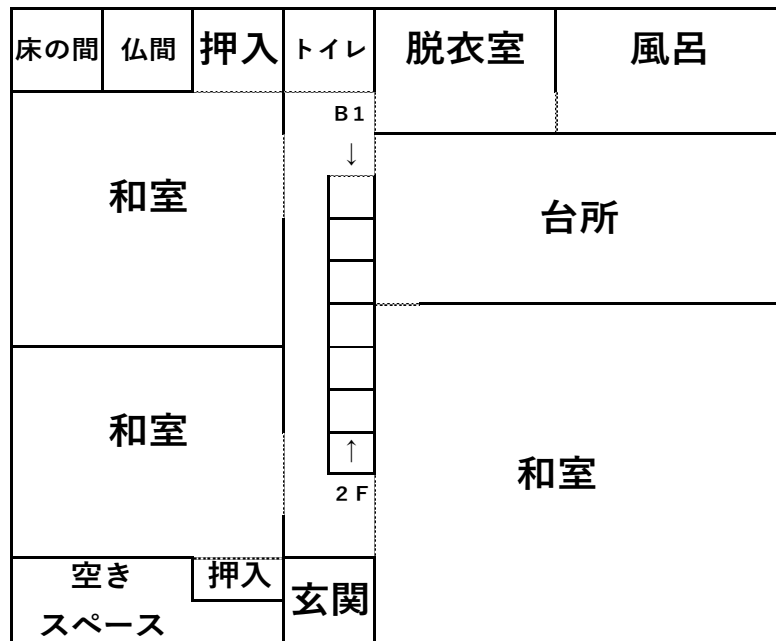 床の間
仏間
押入
トイレ
脱衣室
風呂
B1
↓
和室
台所
和室
↑
2F
和室
空き
スペース
押入
玄関